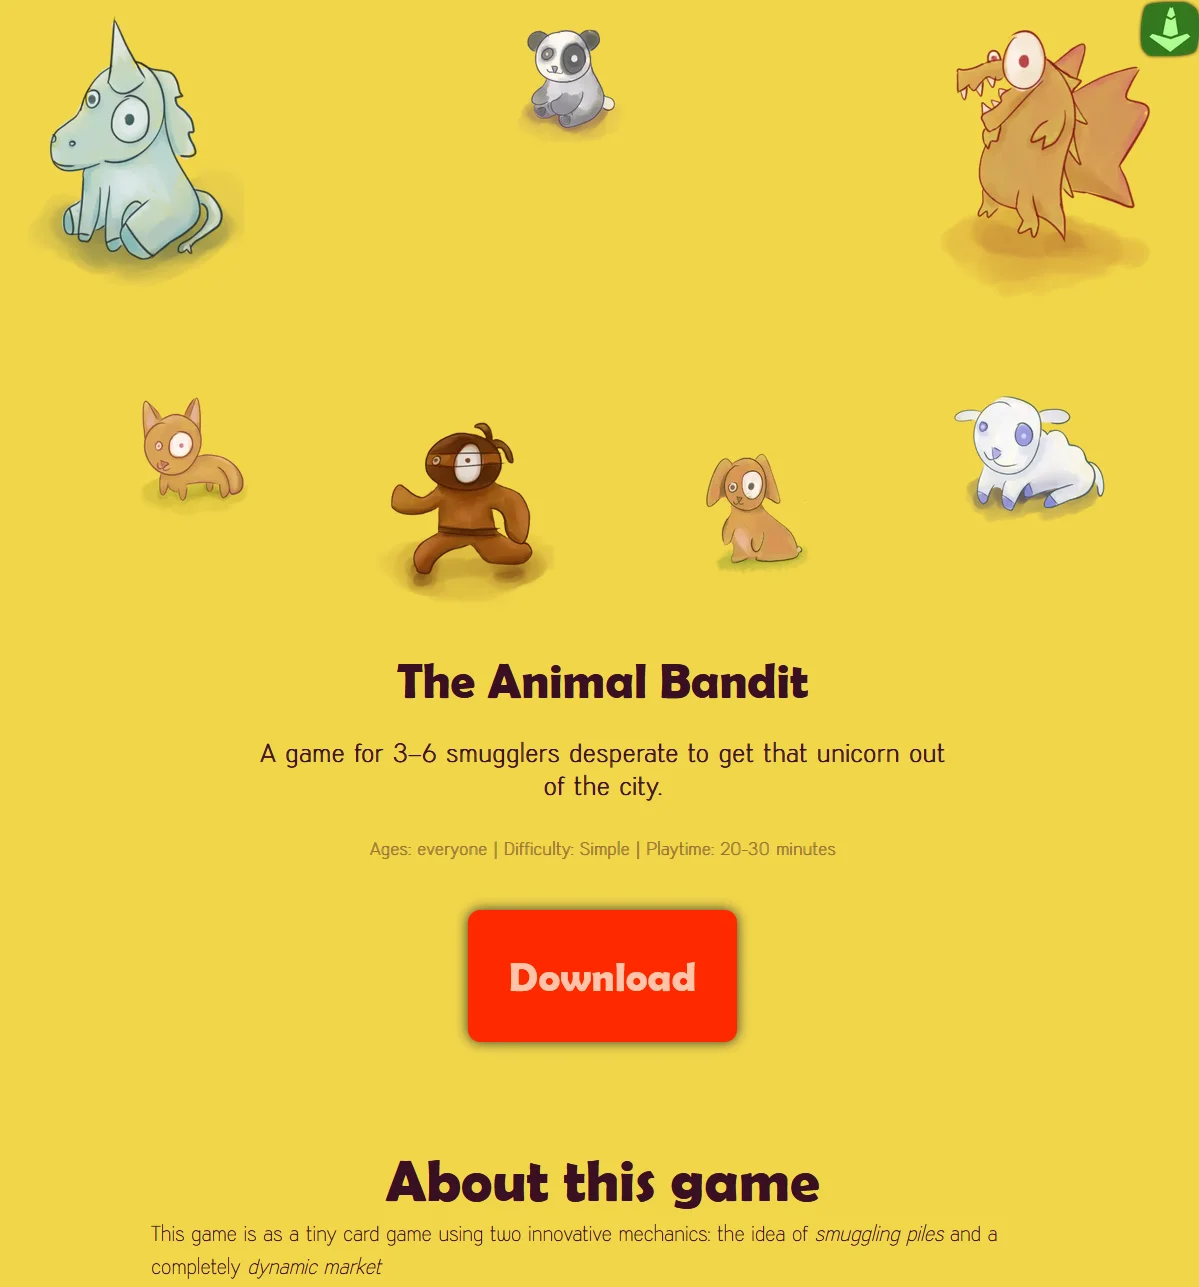 The Animal Bandit
A game for 3–6 smugglers desperate to get that unicorn out
of the city.
Ages: everyone | Difficulty: Simple | Playtime: 20-30 minutes
Download
About this game
This game is as a tiny card game using two innovative mechanics: the idea of smuggling piles and a
completely dynamic market